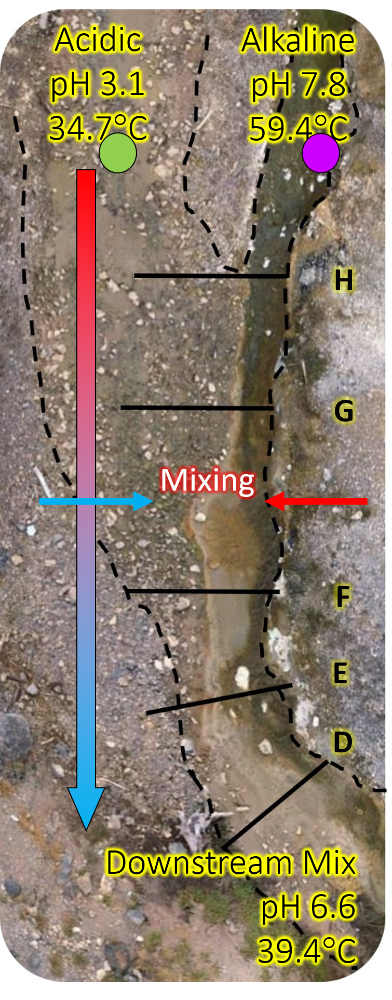 Acidic
pH 3.1
34.7°C
Alkaline
pH 7.8
59.4°C
H
G
Mixing
F
E
D
Downstream Mix
pH 6.6
39.4°C